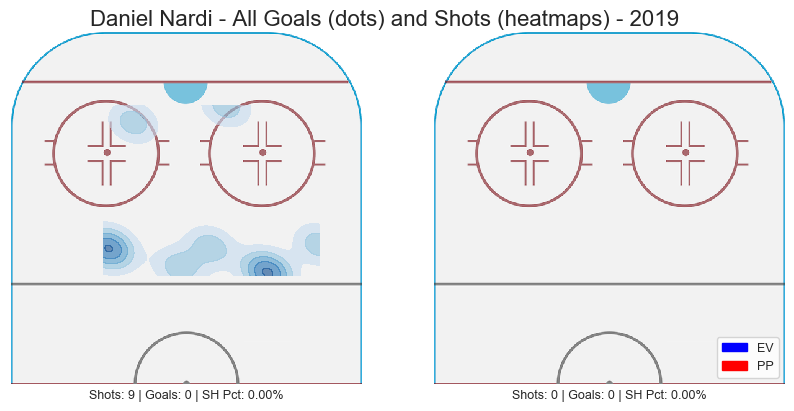 Daniel Nardi - All Goals (dots) and Shots (heatmaps) - 2019
EV
PP
Shots: 9 | Goals: 0 | SH Pct: 0.00%
Shots: 0 | Goals: 0 | SH Pct: 0.00%